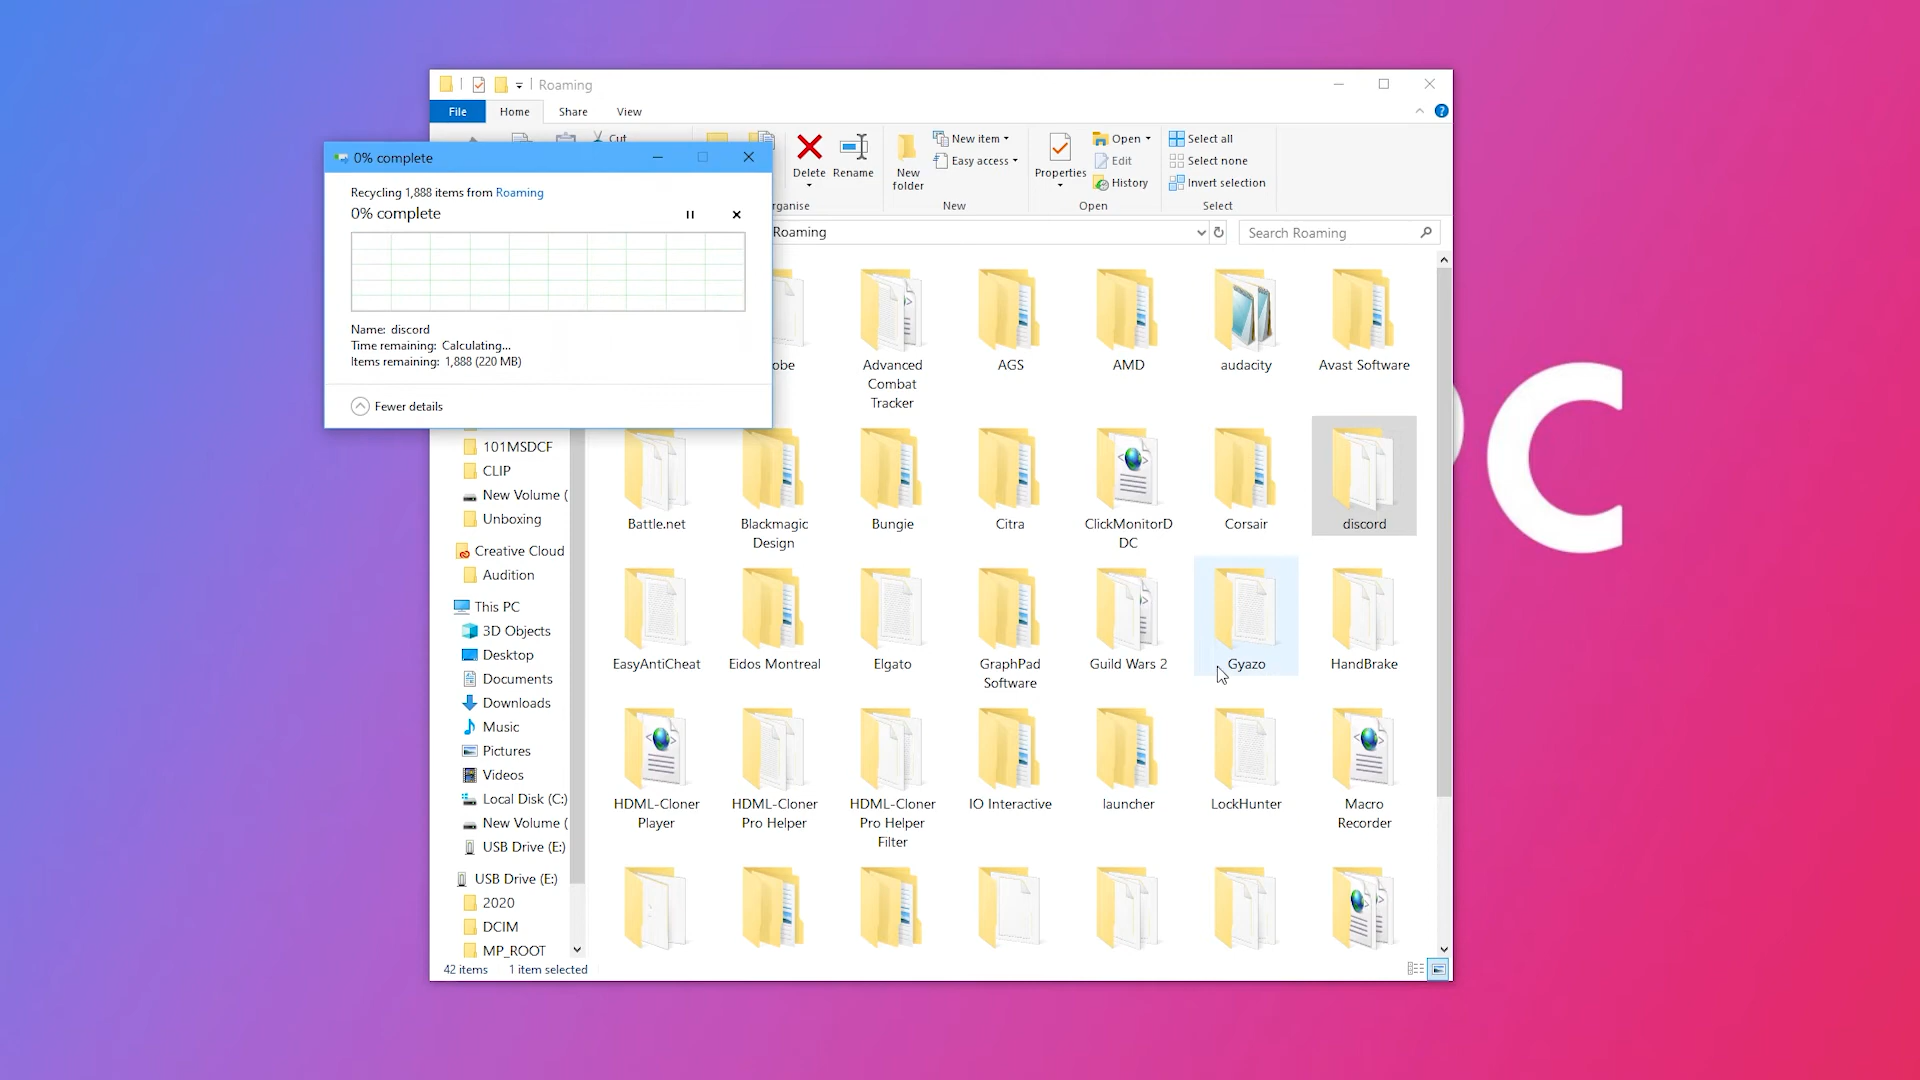 Roaming
File
Home
Share
View
Cut
Delete
Rename
New
folder
New item
Easy access
Properties
Open
Edit
History
Select all
Select none
Invert selection
rganise
New
Open
Select
Roaming
Search Roaming
0% complete
Recycling 1,888 items from Roaming
0% complete
Name: discord
Time remaining: Calculating...
Items remaining: 1,888 (220 MB)
Fewer details
101MSDCF
CLIP
New Volume (
Unboxing
Creative Cloud
Audition
This PC
3D Objects
Desktop
Documents
Downloads
Music
Pictures
Videos
Local Disk (C:)
New Volume (
USB Drive (E:)
USB Drive (E:)
2020
DCIM
MP_ROOT
obe
Advanced
Combat
Tracker
AGS
AMD
audacity
Avast Software
Battle.net
Blackmagic
Design
Bungie
Citra
ClickMonitorD
DC
Corsair
discord
EasyAntiCheat
Eidos Montreal
Elgato
GraphPad
Software
Guild Wars 2
Gyazo
HandBrake
HDML-Cloner
Player
HDML-Cloner
Pro Helper
HDML-Cloner
Pro Helper
Filter
IO Interactive
launcher
LockHunter
Macro
Recorder
42 items
1 item selected
C